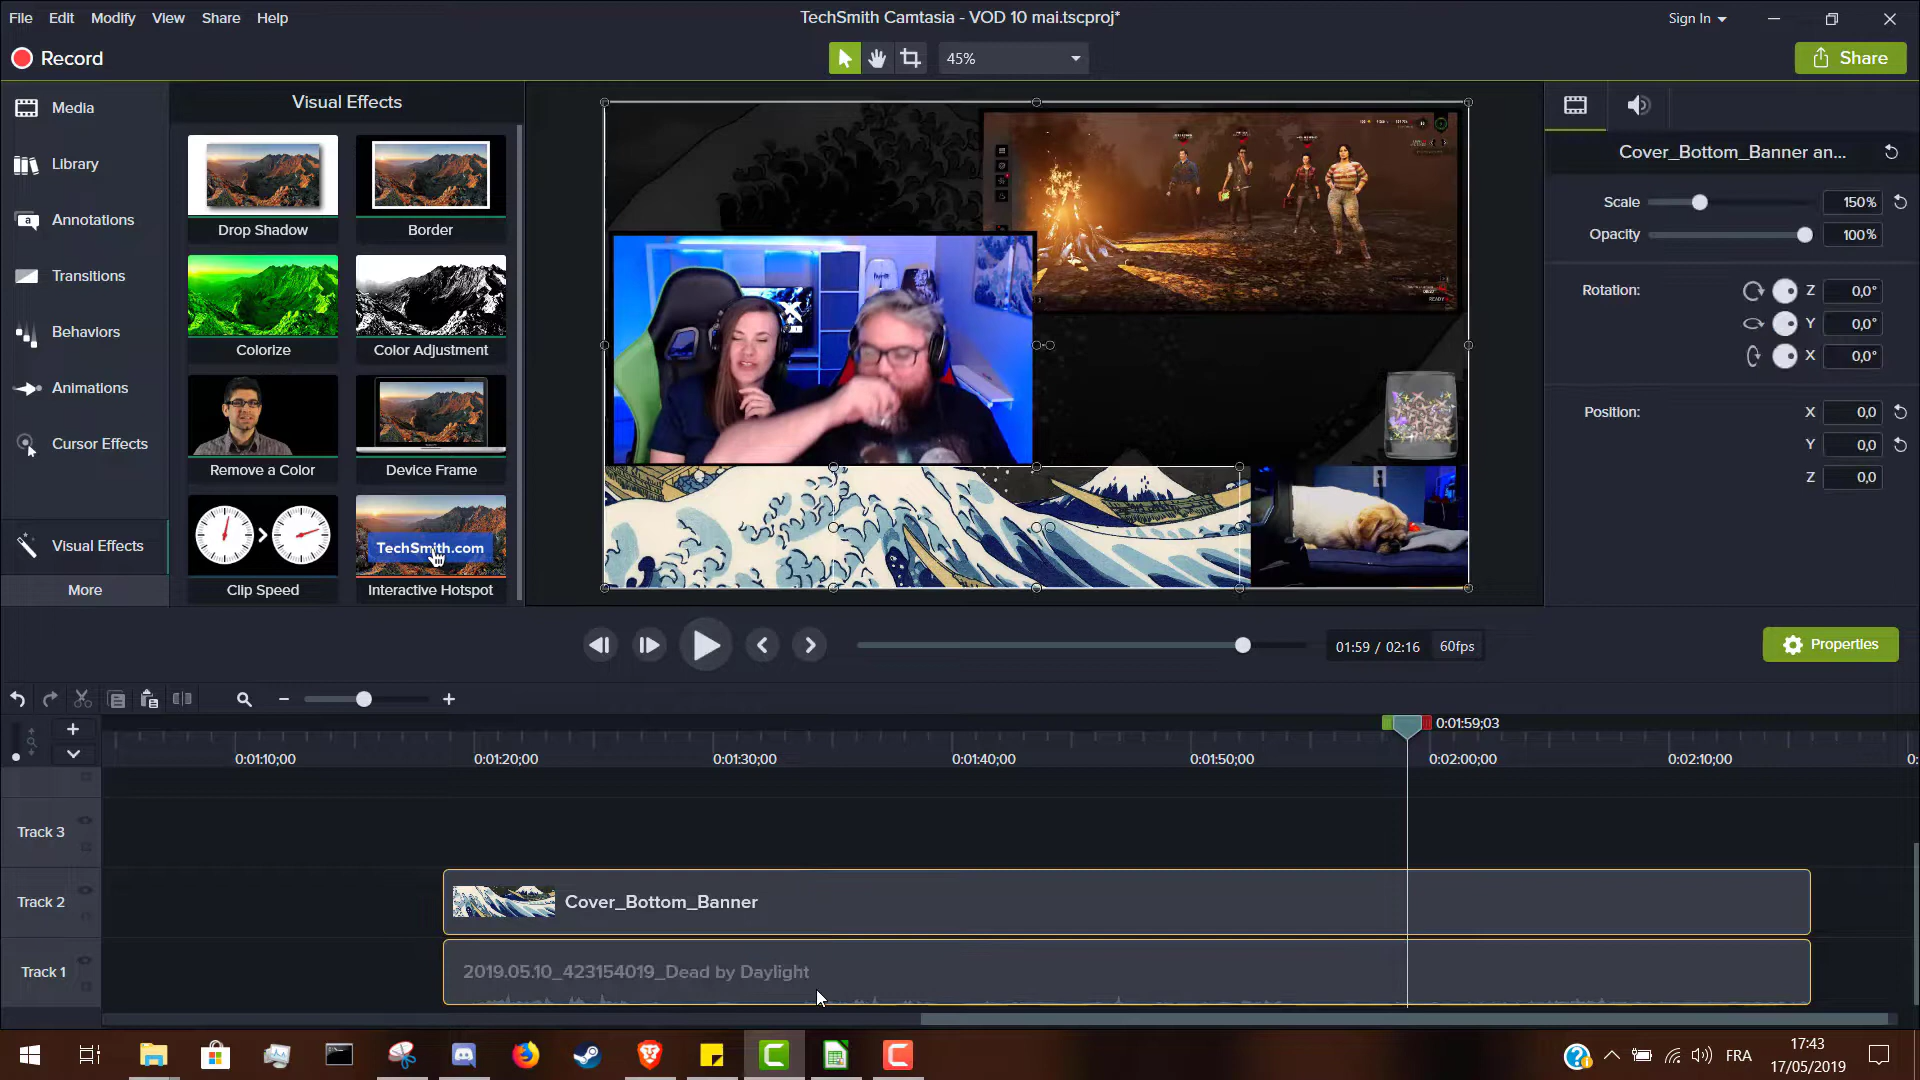 File Edit Modify View Share Help
TechSmith Camtasia - VOD 10 mai.tscproj*
Sign In
Record
45%
Share
Media
Library
Annotations
Transitions
Behaviors
Animations
Cursor Effects
Visual Effects
More
Visual Effects
Drop Shadow
Border
Colorize
Color Adjustment
Remove a Color
Device Frame
TechSmith.com
Clip Speed
Interactive Hotspot
Cover_Bottom_Banner an...
Scale 150%
Opacity 100%
Rotation: Z 0,0°
Y 0,0°
X 0,0°
Position: X 0,0
Y 0,0
Z 0,0
01:59 / 02:16 60fps
Properties
0:01:59;03
0:01:10;00 0:01:20;00 0:01:30;00 0:01:40;00 0:01:50;00 0:02:00;00 0:02:10;00 0:
Track 3
Track 2
Cover_Bottom_Banner
Track 1
2019.05.10_423154019_Dead by Daylight
FRA
17:43
17/05/2019